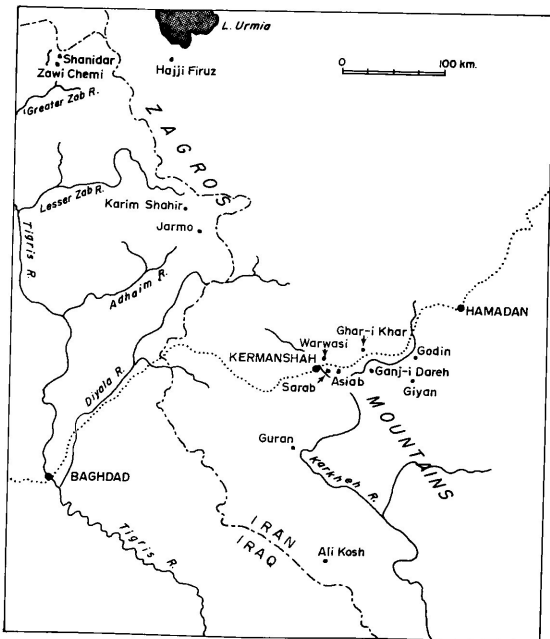 L. Urmia
Shanidar
Zawi Chemi
Hajji Firuz
0 100 km.
Greater Zab R.
ZAGROS
Lesser Zab R.
Karim Shahir
Jarmo
Tigris R.
Adhaim R.
HAMADAN
Ghar-i Khar
Warwasi
KERMANSHAH
Godin
Ganj-i Dareh
Sarab
Asiab
Giyan
Diyala R.
MOUNTAINS
Guran
Karkheh R.
BAGHDAD
Tigris R.
IRAN
IRAQ
Ali Kosh